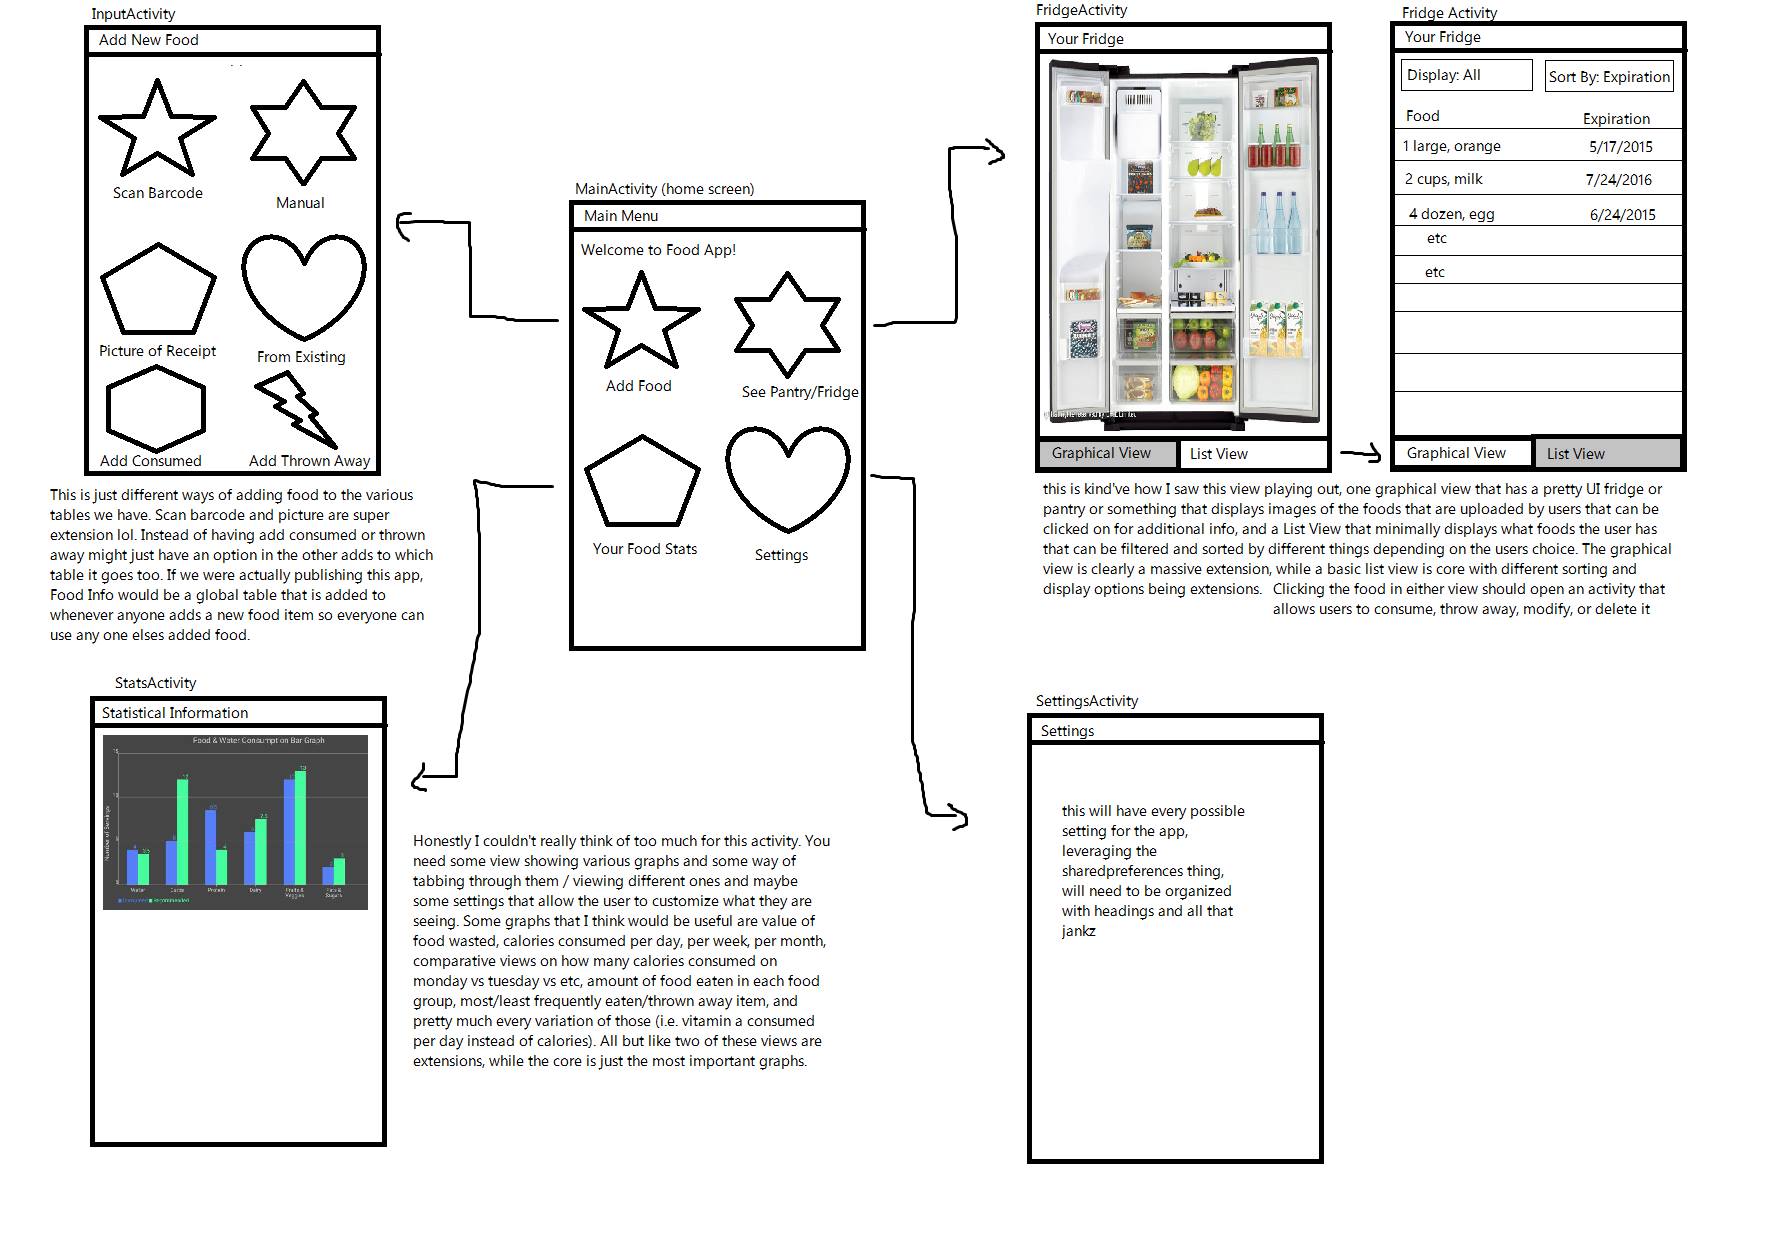 InputActivity
Add New Food
Scan Barcode
Manual
Picture of Receipt
From Existing
Add Consumed
Add Thrown Away
This is just different ways of adding food to the various
tables we have. Scan barcode and picture are super
extension lol. Instead of having add consumed or thrown
away might just have an option in the other adds to which
table it goes too. If we were actually publishing this app,
Food Info would be a global table that is added to
whenever anyone adds a new food item so everyone can
use any one elses added food.
MainActivity (home screen)
Main Menu
Welcome to Food App!
Add Food
See Pantry/Fridge
Your Food Stats
Settings
FridgeActivity
Your Fridge
Graphical View
List View
Fridge Activity
Your Fridge
Display: All
Sort By: Expiration
Food
Expiration
1 large, orange
5/17/2015
2 cups, milk
7/24/2016
4 dozen, egg
6/24/2015
etc
etc
Graphical View
List View
this is kind've how I saw this view playing out, one graphical view that has a pretty UI fridge or
pantry or something that displays images of the foods that are uploaded by users that can be
clicked on for additional info, and a List View that minimally displays what foods the user has
that can be filtered and sorted by different things depending on the users choice. The graphical
view is clearly a massive extension, while a basic list view is core with different sorting and
display options being extensions.
Clicking the food in either view should open an activity that
allows users to consume, throw away, modify, or delete it
StatsActivity
Statistical Information
Food & Water Consumption Bar Graph
Number of Servings
15
10
Water
Protein
Dairy
Fruits &
Veggies
Fats &
Sugars
Consumed
Recommended
Honestly I couldn't really think of too much for this activity. You
need some view showing various graphs and some way of
tabbing through them / viewing different ones and maybe
some settings that allow the user to customize what they are
seeing. Some graphs that I think would be useful are value of
food wasted, calories consumed per day, per week, per month,
comparative views on how many calories consumed on
monday vs tuesday vs etc, amount of food eaten in each food
group, most/least frequently eaten/thrown away item, and
pretty much every variation of those (i.e. vitamin a consumed
per day instead of calories). All but like two of these views are
extensions, while the core is just the most important graphs.
SettingsActivity
Settings
this will have every possible
setting for the app,
leveraging the
sharedpreferences thing,
will need to be organized
with headings and all that
jankz